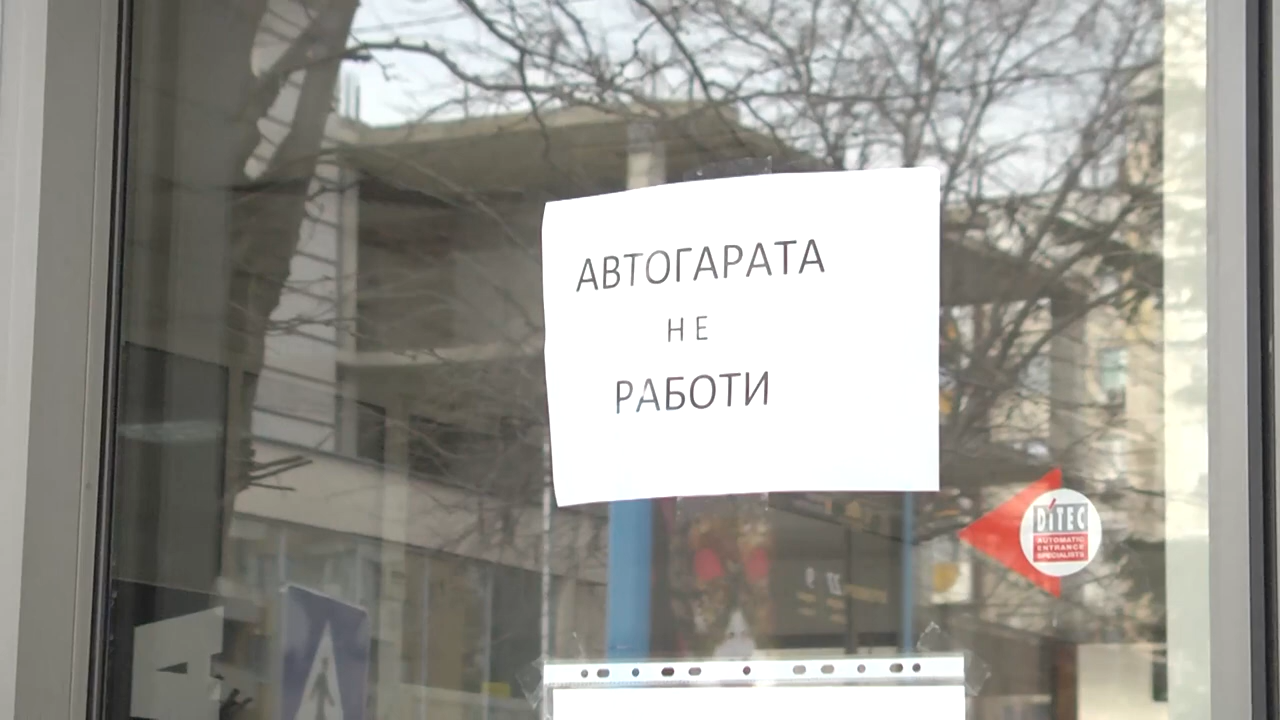 АВТОГАРАТА
НЕ
РАБОТИ
DITEC
AUTOMATIC
ENTRANCE
SPECIALISTS